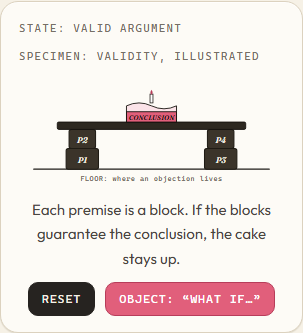 STATE: VALID ARGUMENT
SPECIMEN: VALIDITY, ILLUSTRATED
CONCLUSION
P2
P4
P1
P3
FLOOR: where an objection lives
Each premise is a block. If the blocks
guarantee the conclusion, the cake
stays up.
RESET
OBJECT: “WHAT IF…”